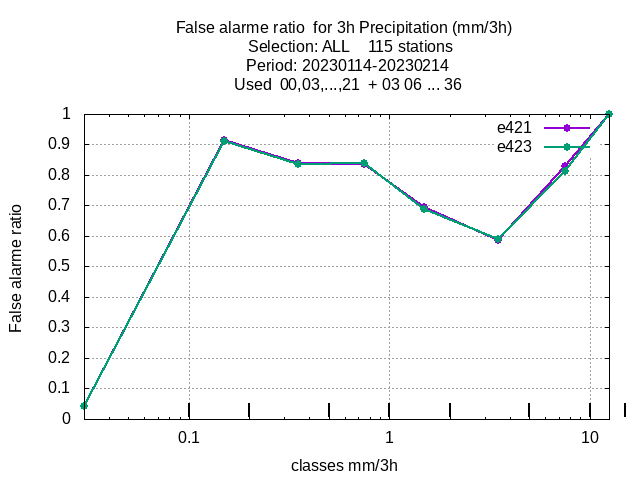 False alarme ratio  for 3h Precipitation (mm/3h)
Selection: ALL    115 stations
Period: 20230114-20230214
Used  00,03,...,21  + 03 06 ... 36
e421
e423
1
0.9
0.8
0.7
0.6
0.5
0.4
0.3
0.2
0.1
0
False alarme ratio
0.1
1
10
classes mm/3h